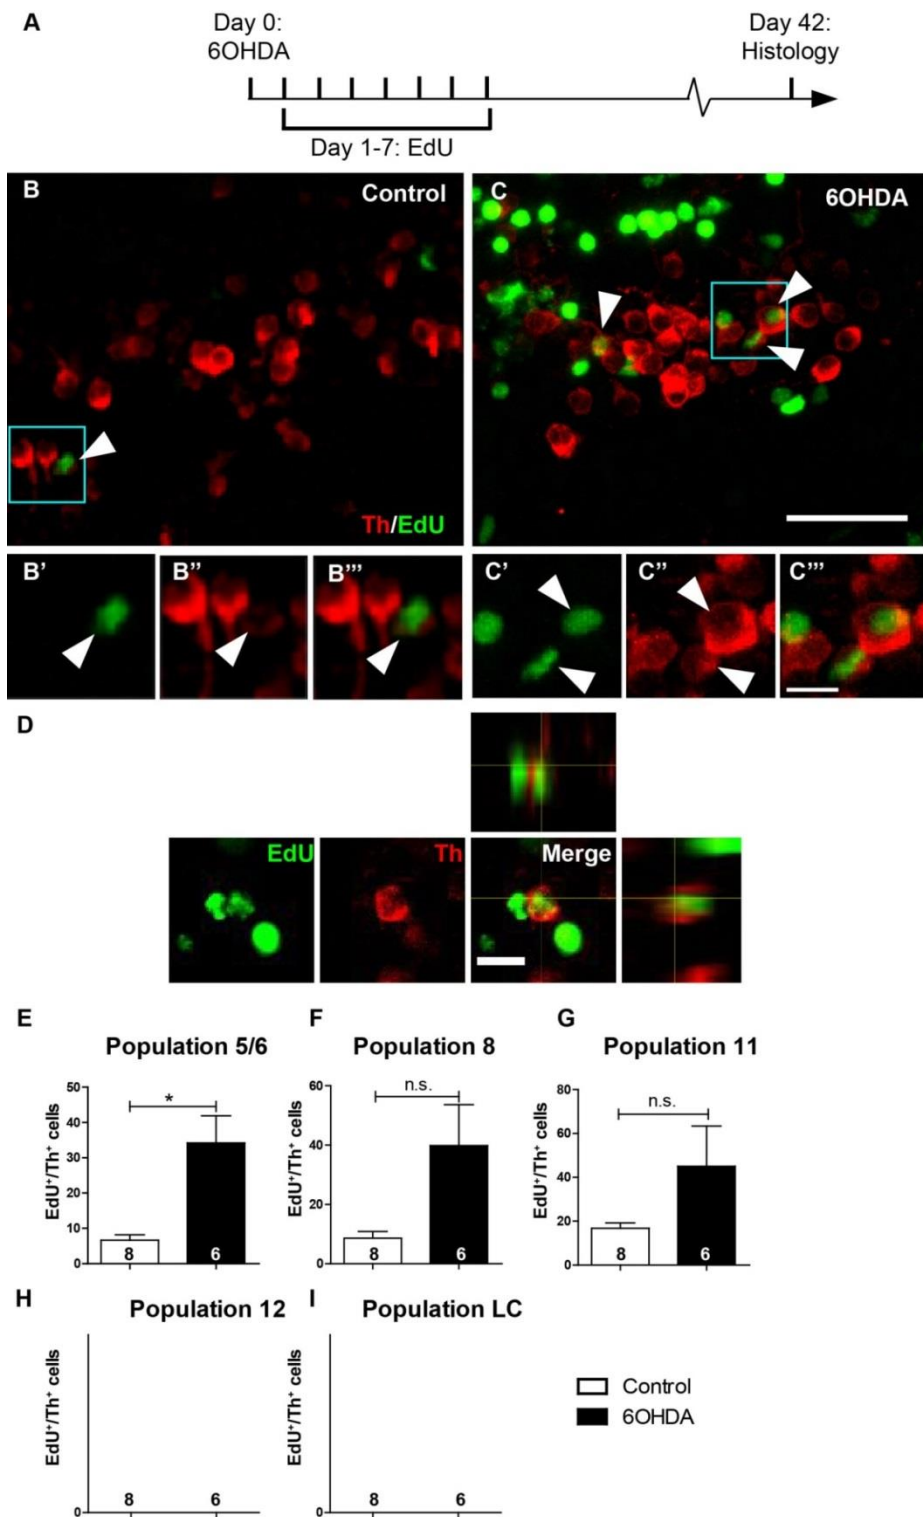 A
Day 0:
6OHDA
Day 42:
Histology
Day 1-7: EdU
B
Control
Th/EdU
C
6OHDA
B'
B''
B'''
C'
C''
C'''
D
EdU
Th
Merge
E
Population 5/6
EdU⁺/Th⁺ cells
50
40
30
20
10
0
*
8
6
F
Population 8
EdU⁺/Th⁺ cells
60
40
20
0
n.s.
8
6
G
Population 11
EdU⁺/Th⁺ cells
80
60
40
20
0
n.s.
8
6
H
Population 12
EdU⁺/Th⁺ cells
0
8
6
I
Population LC
EdU⁺/Th⁺ cells
0
8
6
Control
6OHDA